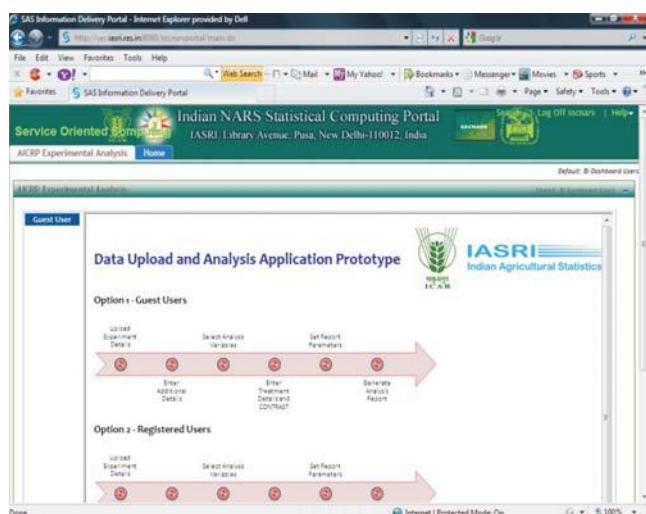 SAS Information Delivery Portal - Internet Explorer provided by Dell
Google
File Edit View Favorites Tools Help
Web Search Mail My Yahoo! Bookmarks Messenger Movies Sports
Favorites SAS Information Delivery Portal
Page Safety Tools
Indian NARS Statistical Computing Portal
Log Off sscnars | Help
Service Oriented Computing
IASRI, Library Avenue, Pusa, New Delhi-110012, India
AICRP Experimental Analysis Home
Default: BI Dashboard Users
AICRP Experimental Analysis
Guest User
Data Upload and Analysis Application Prototype
IASRI
Indian Agricultural Statistics
ICAR
Option 1 - Guest Users
Upload Experiment Details
Select Analysis Variables
Set Report Parameters
Enter Additional Details
Enter Treatment Details and CONTRAST
Generate Analysis Report
Option 2 - Registered Users
Upload Experiment Details
Select Analysis Variables
Set Report Parameters
Done
Internet | Protected Mode: On
100%